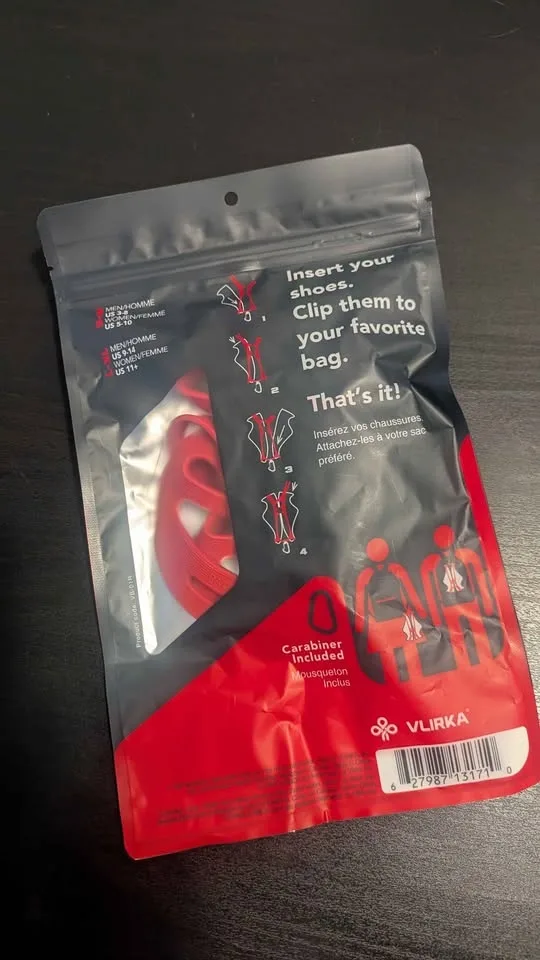 MEN/HOMME
US 3-8
WOMEN/FEMME
US 5-10
MEN/HOMME
US 9-14
WOMEN/FEMME
US 11+
1
2
3
4
Insert your
shoes.
Clip them to
your favorite
bag.
That's it!
Insérez vos chaussures.
Attachez-les à votre sac
préféré.
Product code
Carabiner
Included
Mousqueton
Inclus
VLIRKA
6 27987 13171 0